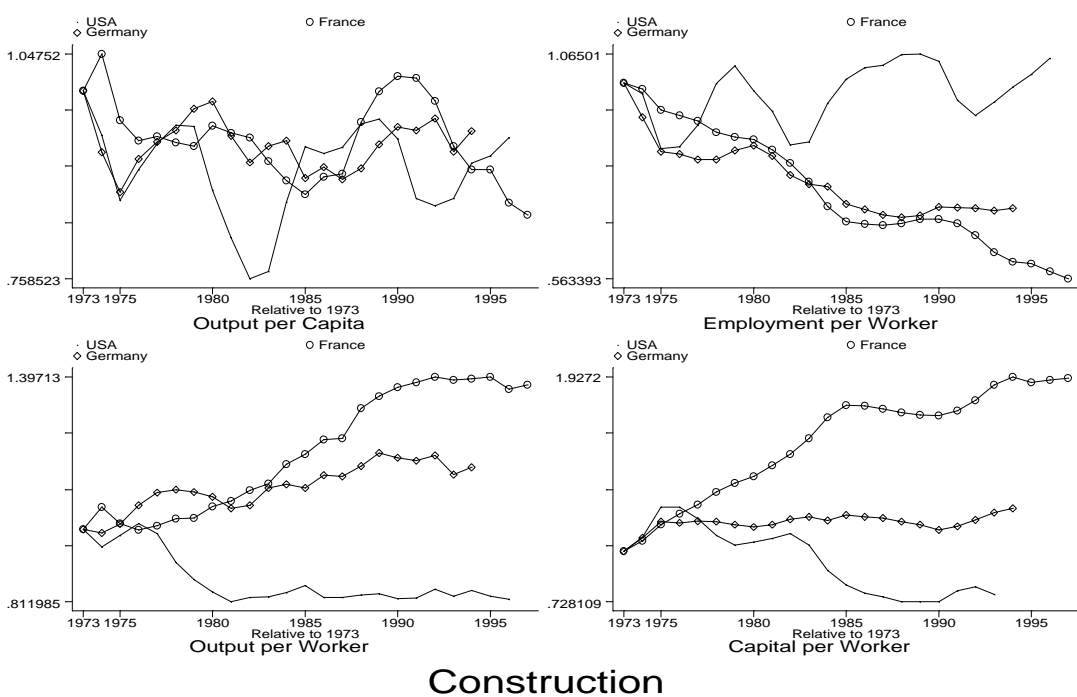 USA France
Germany
1.04752
.758523
1973 1975 1980 1985 1990 1995
Relative to 1973
Output per Capita
USA France
Germany
1.06501
.563393
1973 1975 1980 1985 1990 1995
Relative to 1973
Employment per Worker
USA France
Germany
1.39713
.811985
1973 1975 1980 1985 1990 1995
Relative to 1973
Output per Worker
USA France
Germany
1.9272
.728109
1973 1975 1980 1985 1990 1995
Relative to 1973
Capital per Worker
Construction